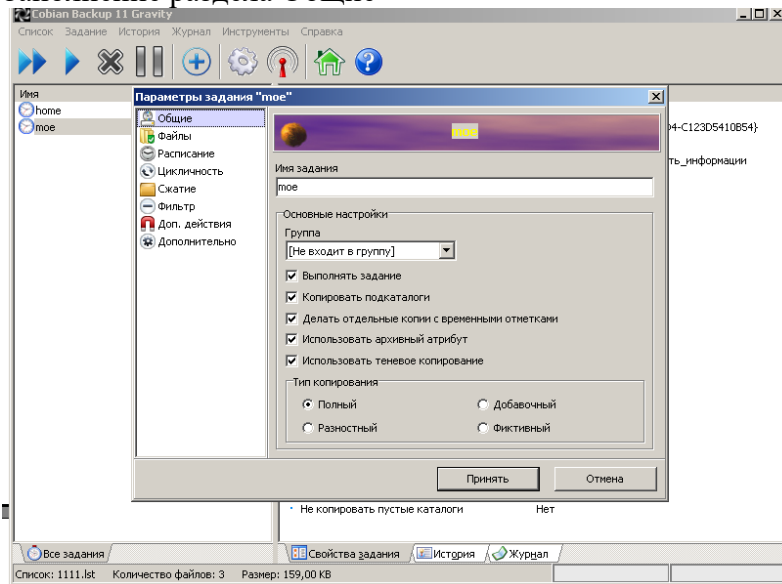 Cobian Backup 11 Gravity
Список Задание История Журнал Инструменты Справка
Имя
home
moe
Параметры задания "moe"
Общие
Файлы
Расписание
Цикличность
Сжатие
Фильтр
Доп. действия
Дополнительно
moe
Имя задания
moe
Основные настройки
Группа
[Не входит в группу]
Выполнять задание
Копировать подкаталоги
Делать отдельные копии с временными отметками
Использовать архивный атрибут
Использовать теневое копирование
Тип копирования
Полный Добавочный
Разностный Фиктивный
Принять Отмена
4-C123D5410B54}
ть_информации
Не копировать пустые каталоги Нет
Все задания
Свойства задания История Журнал
Список: 1111.lst Количество файлов: 3 Размер: 159,00 KB